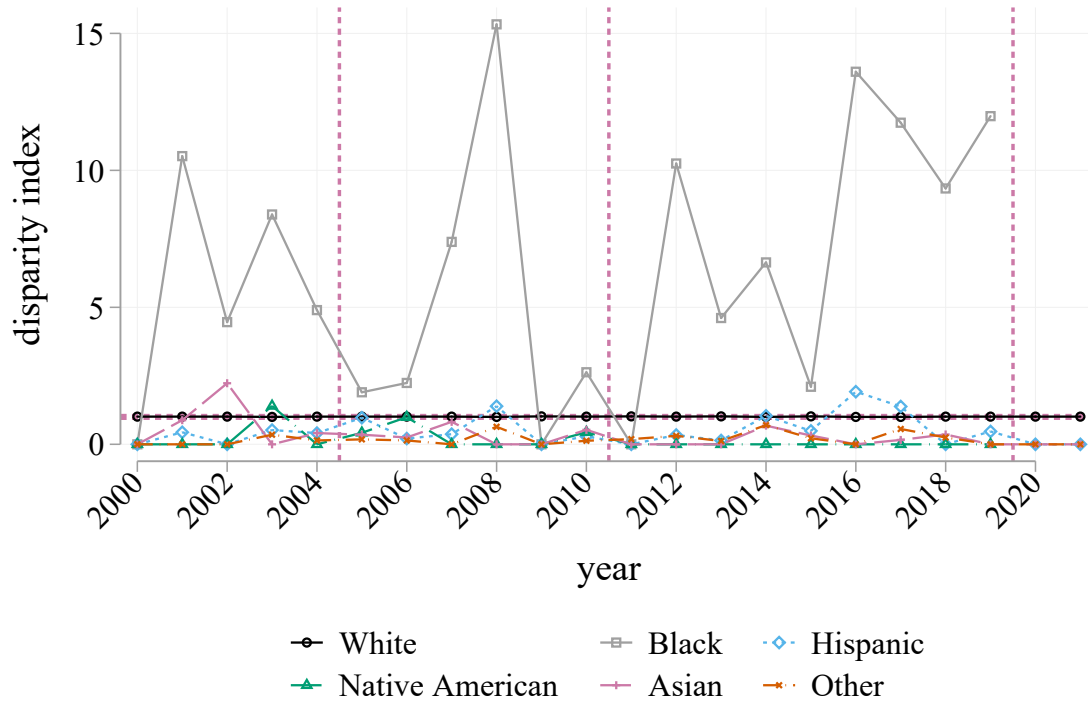 15
10
5
0
disparity index
2000 2002 2004 2006 2008 2010 2012 2014 2016 2018 2020
year
White Black Hispanic
Native American Asian Other